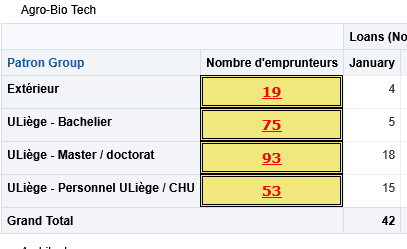 Agro-Bio Tech
Loans (No
Patron Group Nombre d'emprunteurs January
Extérieur 19 4
ULiège - Bachelier 75 5
ULiège - Master / doctorat 93 18
ULiège - Personnel ULiège / CHU 53 15
Grand Total 42